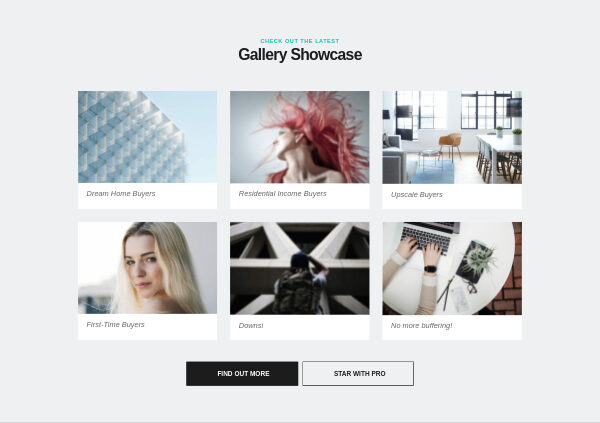 CHECK OUT THE LATEST
Gallery Showcase
Dream Home Buyers
Residential Income Buyers
Upscale Buyers
First-Time Buyers
Downsi
No more buffering!
FIND OUT MORE
STAR WITH PRO